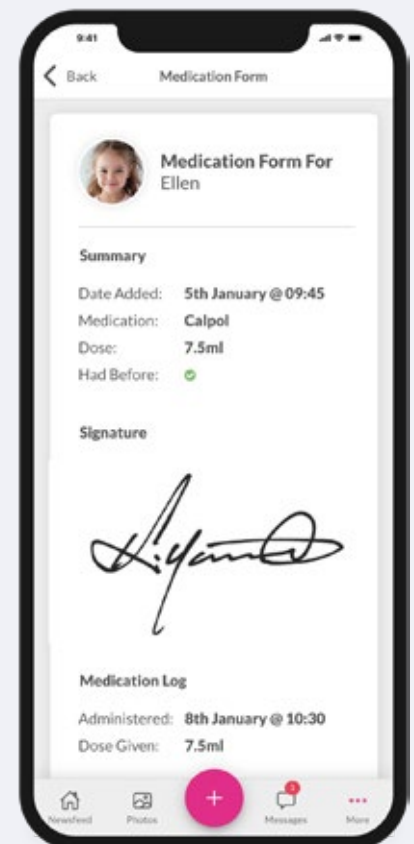 9:41
Back Medication Form
Medication Form For
Ellen
Summary
Date Added: 5th January @ 09:45
Medication: Calpol
Dose: 7.5ml
Had Before:
Signature
Medication Log
Administered: 8th January @ 10:30
Dose Given: 7.5ml
1
Newsfeed Photos + Messages More